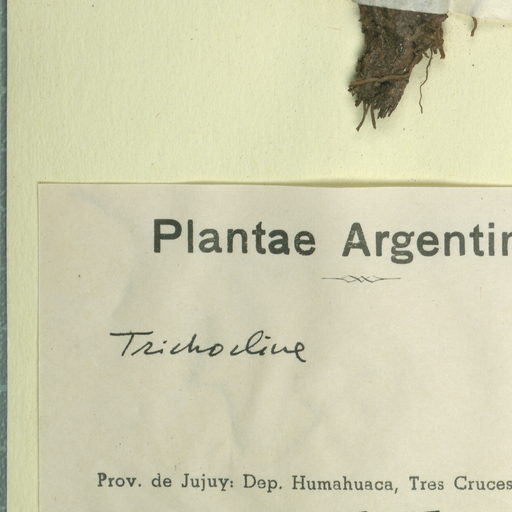 Plantae Argentin
Trichocline
Prov. de Jujuy: Dep. Humahuaca, Tres Cruces